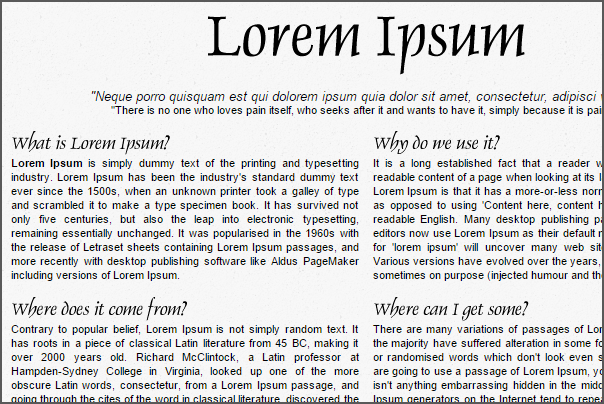 Lorem Ipsum
"Neque porro quisquam est qui dolorem ipsum quia dolor sit amet, consectetur, adipisci
"There is no one who loves pain itself, who seeks after it and wants to have it, simply because it is
What is Lorem Ipsum?
Lorem Ipsum is simply dummy text of the printing and typesetting
industry. Lorem Ipsum has been the industry's standard dummy text
ever since the 1500s, when an unknown printer took a galley of type
and scrambled it to make a type specimen book. It has survived not
only five centuries, but also the leap into electronic typesetting,
remaining essentially unchanged. It was popularised in the 1960s with
the release of Letraset sheets containing Lorem Ipsum passages, and
more recently with desktop publishing software like Aldus PageMaker
including versions of Lorem Ipsum.
Why do we use it?
It is a long established fact that a reader
readable content of a page when looking at its
Lorem Ipsum is that it has a more-or-less
as opposed to using 'Content here, content
readable English. Many desktop publishing
editors now use Lorem Ipsum as their default
for 'lorem ipsum' will uncover many web
Various versions have evolved over the years,
sometimes on purpose (injected humour and the
Where does it come from?
Contrary to popular belief, Lorem Ipsum is not simply random text. It
has roots in a piece of classical Latin literature from 45 BC, making it
over 2000 years old. Richard McClintock, a Latin professor at
Hampden-Sydney College in Virginia, looked up one of the more
obscure Latin words, consectetur, from a Lorem Ipsum passage, and
going through the cites of the word in classical literature, discovered the
Where can I get some?
There are many variations of passages of
the majority have suffered alteration in some
or randomised words which don't look even
are going to use a passage of Lorem Ipsum,
isn't anything embarrassing hidden in the
Ipsum generators on the Internet tend to